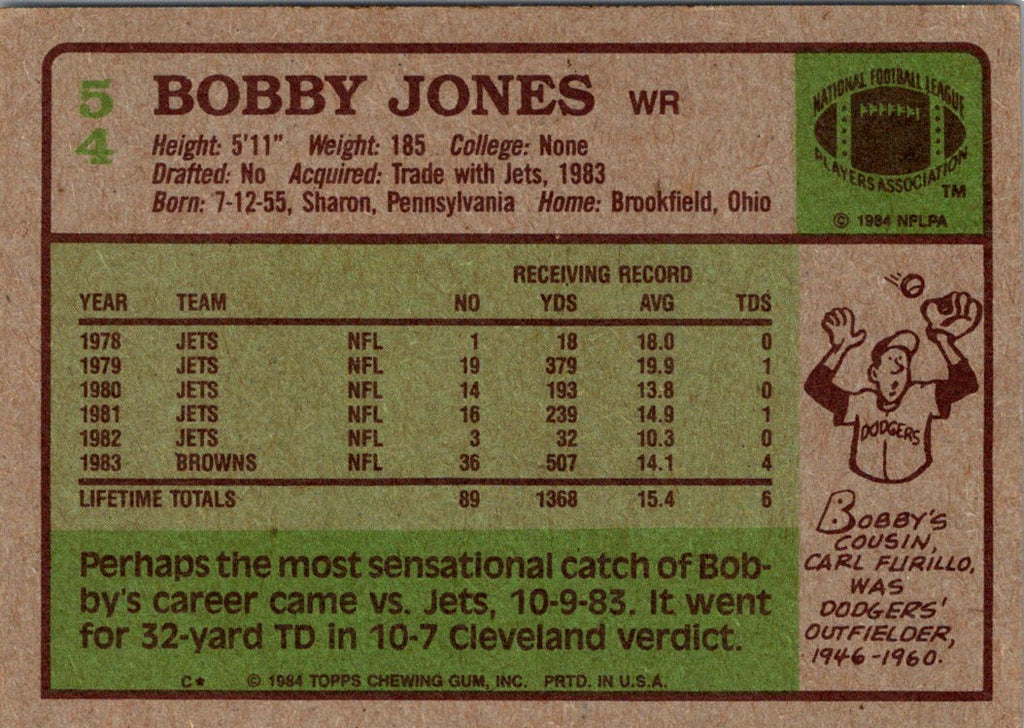 54
BOBBY JONES WR
Height: 5'11" Weight: 185 College: None
Drafted: No Acquired: Trade with Jets, 1983
Born: 7-12-55, Sharon, Pennsylvania Home: Brookfield, Ohio
NATIONAL FOOTBALL LEAGUE
PLAYERS ASSOCIATION
TM
© 1984 NFLPA
RECEIVING RECORD
YEAR TEAM NO YDS AVG TDS
1978 JETS NFL 1 18 18.0 0
1979 JETS NFL 19 379 19.9 1
1980 JETS NFL 14 193 13.8 0
1981 JETS NFL 16 239 14.9 1
1982 JETS NFL 3 32 10.3 0
1983 BROWNS NFL 36 507 14.1 4
LIFETIME TOTALS 89 1368 15.4 6
Perhaps the most sensational catch of Bob-
by's career came vs. Jets, 10-9-83. It went
for 32-yard TD in 10-7 Cleveland verdict.
C* © 1984 TOPPS CHEWING GUM, INC. PRTD. IN U.S.A.
DODGERS
BOBBY'S
COUSIN,
CARL FURILLO,
WAS
DODGERS'
OUTFIELDER,
1946-1960.